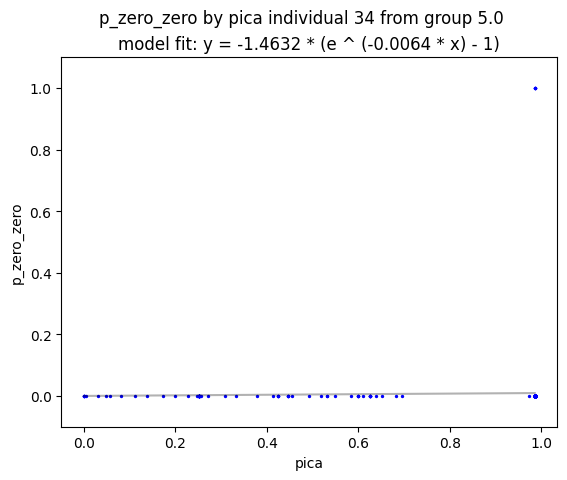 p_zero_zero by pica individual 34 from group 5.0
model fit: y = -1.4632 * (e ^ (-0.0064 * x) - 1)
1.0
0.8
0.6
0.4
0.2
0.0
p_zero_zero
0.0 0.2 0.4 0.6 0.8 1.0
pica